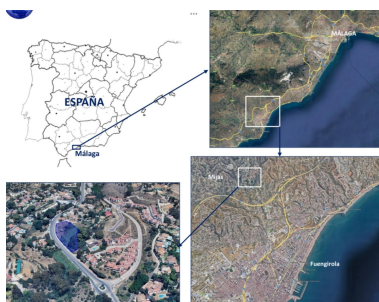 ...
MÁLAGA
ESPAÑA
Málaga
Mijas
Fuengirola